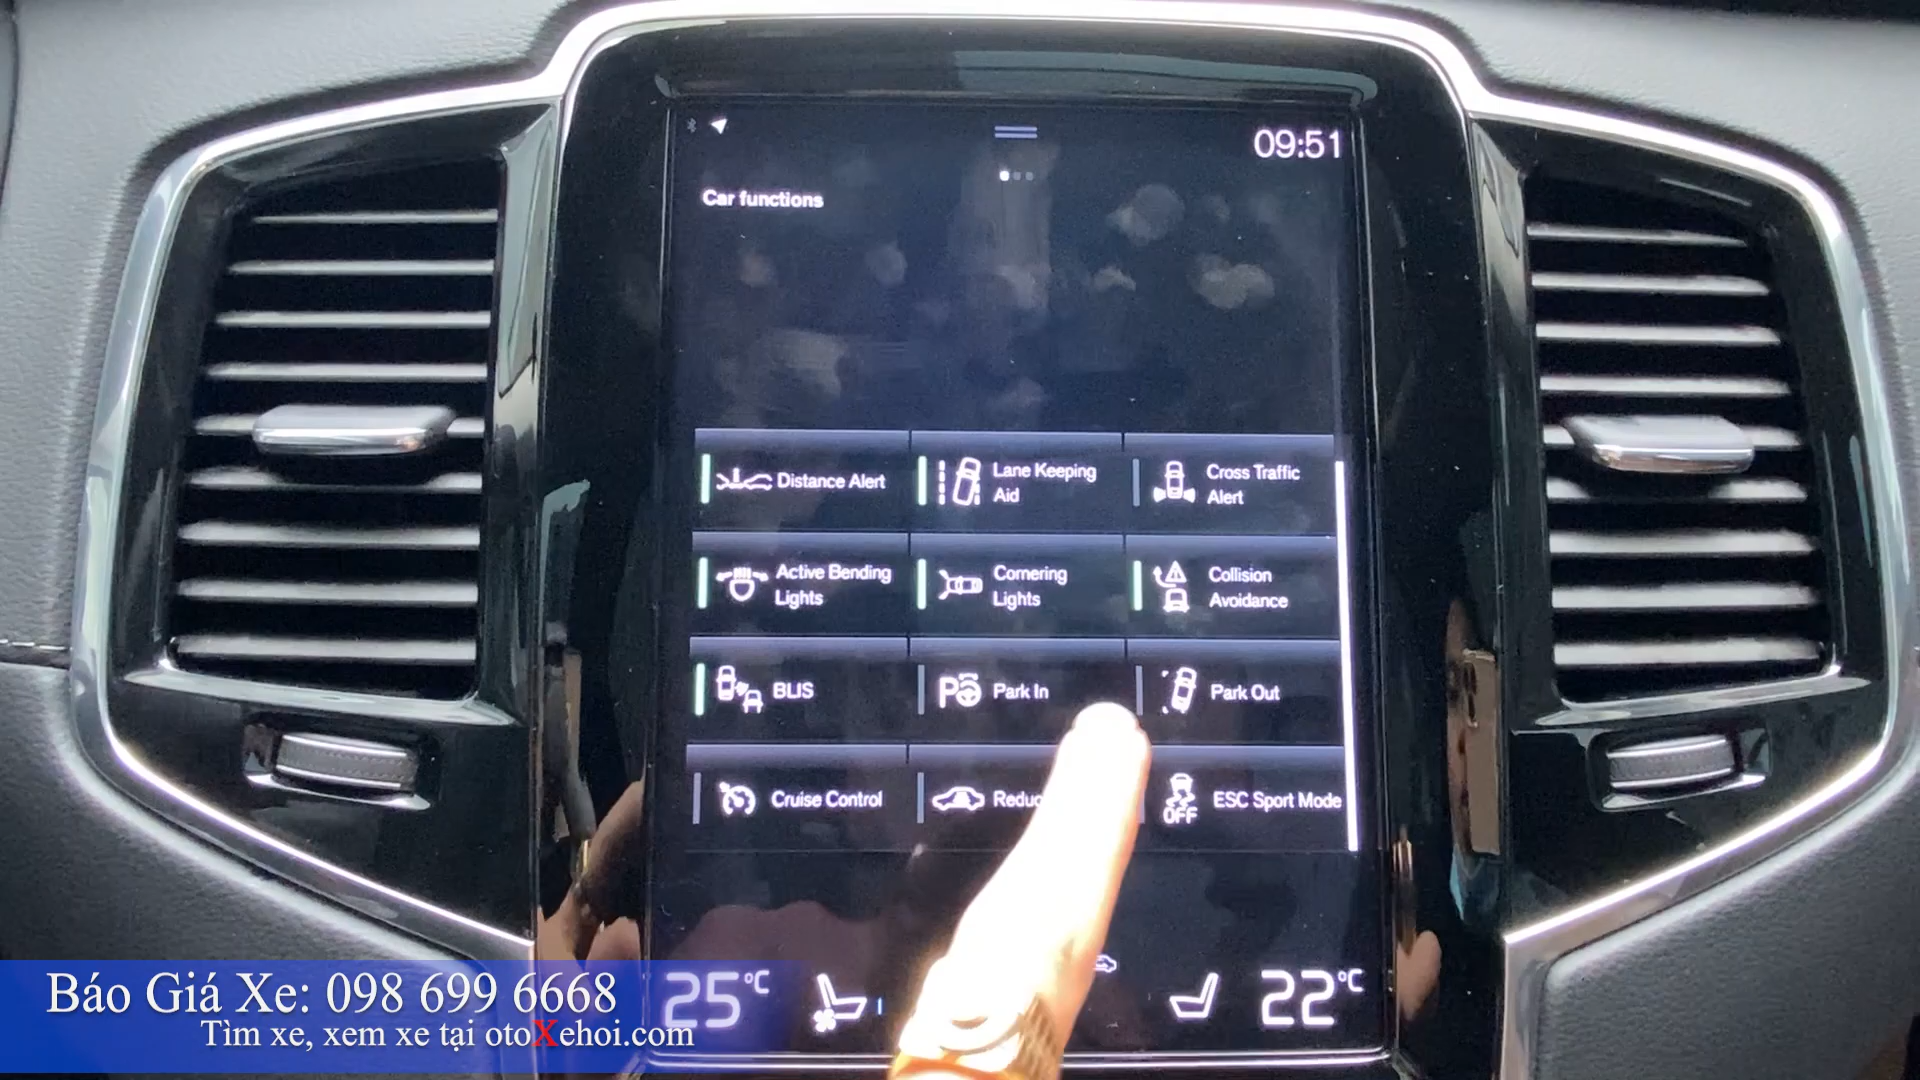 09:51
Car functions
Distance Alert
Lane Keeping
Aid
Cross Traffic
Alert
Active Bending
Lights
Cornering
Lights
Collision
Avoidance
BLIS
Park In
Park Out
Cruise Control
ESC Sport Mode
OFF
25°C
22°C
Báo Giá Xe: 098 699 6668
Tìm xe, xem xe tại otoXehoi.com